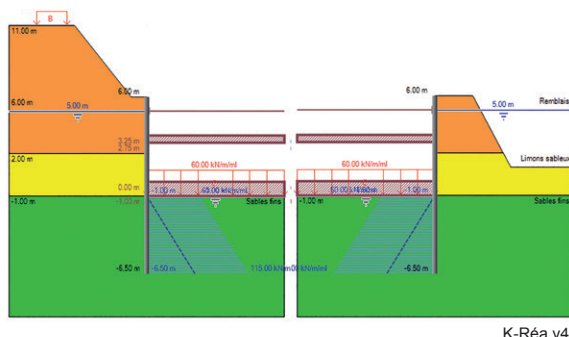 11.00 m
B
6.00 m
5.00 m
6.00 m
2.00 m
3.25 m
2.75 m
60.00 kN/m/ml
0.00 m
-1.00 m
-1.00 m
Sables fins
-6.50 m
-6.50 m
6.00 m
5.00 m
Remblais
Limons sableux
60.00 kN/m/ml
-1.00 m
-1.00 m
Sables fins
-6.50 m
K-Réa v4